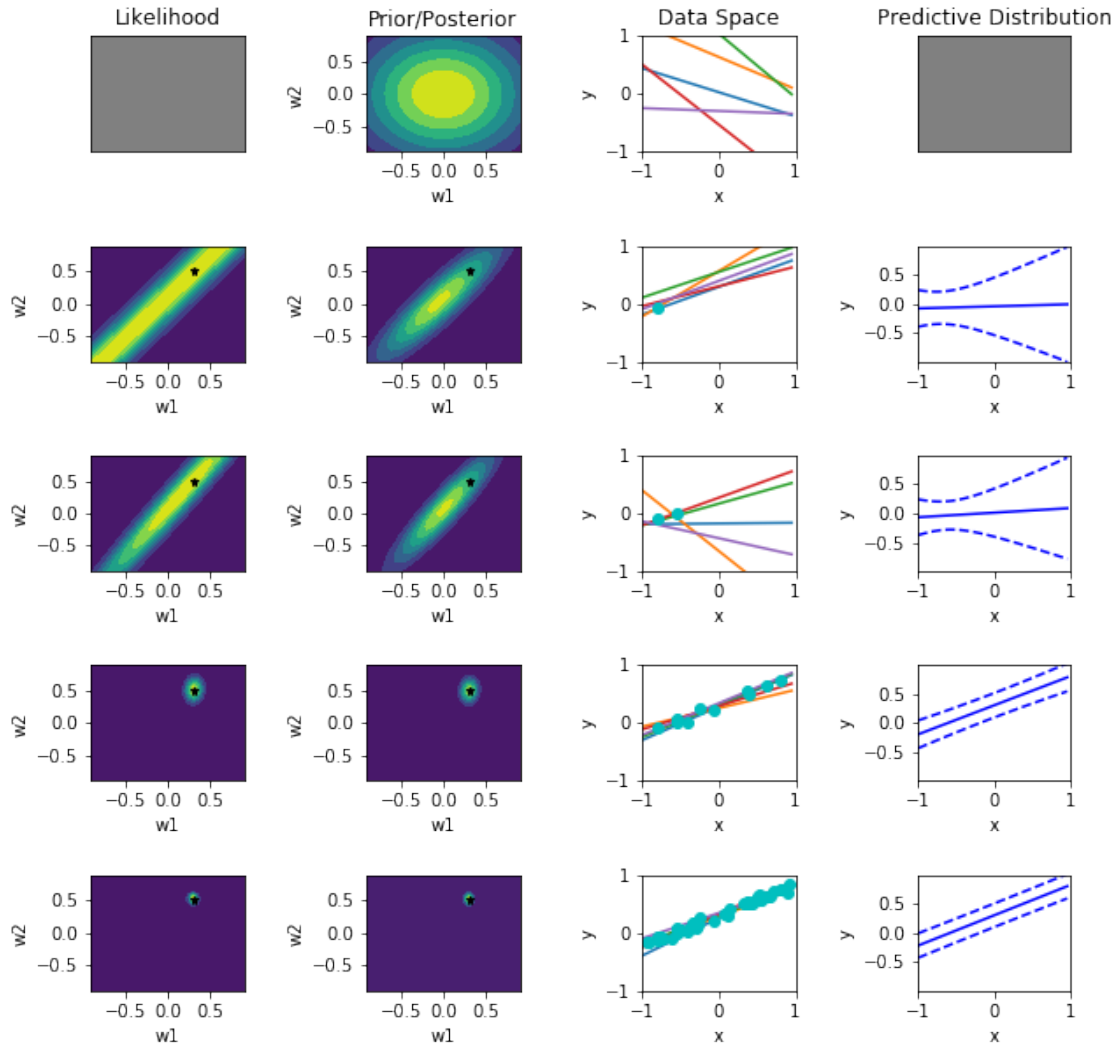 Likelihood Prior/Posterior Data Space Predictive Distribution
0.5 1
w2 0.0 y 0
−0.5 −1
−0.5 0.0 0.5 −1 0 1
w1 x
0.5 0.5 1 0.5
w2 0.0 w2 0.0 y 0 y 0.0
−0.5 −0.5 −1 −0.5
−0.5 0.0 0.5 −0.5 0.0 0.5 −1 0 1 −1 0 1
w1 w1 x x
0.5 0.5 1 0.5
w2 0.0 w2 0.0 y 0 y 0.0
−0.5 −0.5 −1 −0.5
−0.5 0.0 0.5 −0.5 0.0 0.5 −1 0 1 −1 0 1
w1 w1 x x
0.5 0.5 1 0.5
w2 0.0 w2 0.0 y 0 y 0.0
−0.5 −0.5 −1 −0.5
−0.5 0.0 0.5 −0.5 0.0 0.5 −1 0 1 −1 0 1
w1 w1 x x
0.5 0.5 1 0.5
w2 0.0 w2 0.0 y 0 y 0.0
−0.5 −0.5 −1 −0.5
−0.5 0.0 0.5 −0.5 0.0 0.5 −1 0 1 −1 0 1
w1 w1 x x